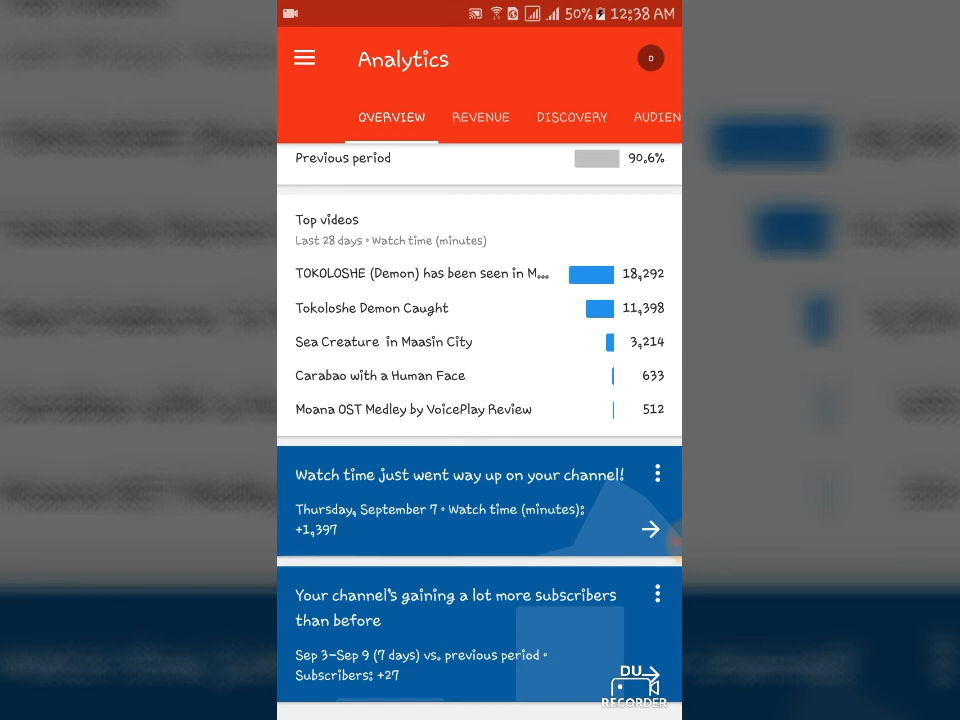 50% 12:38 AM
Analytics
D
OVERVIEW REVENUE DISCOVERY AUDIEN
Previous period 90.6%
Top videos
Last 28 days • Watch time (minutes)
TOKOLOSHE (Demon) has been seen in M... 18,292
Tokoloshe Demon Caught 11,398
Sea Creature in Maasin City 3,214
Carabao with a Human Face 633
Moana OST Medley by VoicePlay Review 512
Watch time just went way up on your channel!
Thursday, September 7 • Watch time (minutes):
+1,397
Your channel's gaining a lot more subscribers
than before
Sep 3–Sep 9 (7 days) vs. previous period •
Subscribers: +27
DU
RECORDER